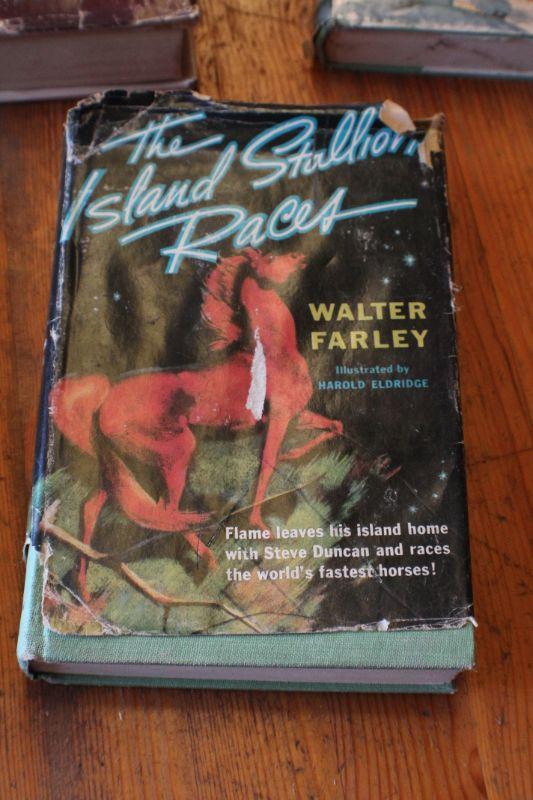 The
Island Stallion
Races
WALTER
FARLEY
Illustrated by
HAROLD ELDRIDGE
Flame leaves his island home
with Steve Duncan and races
the world's fastest horses!